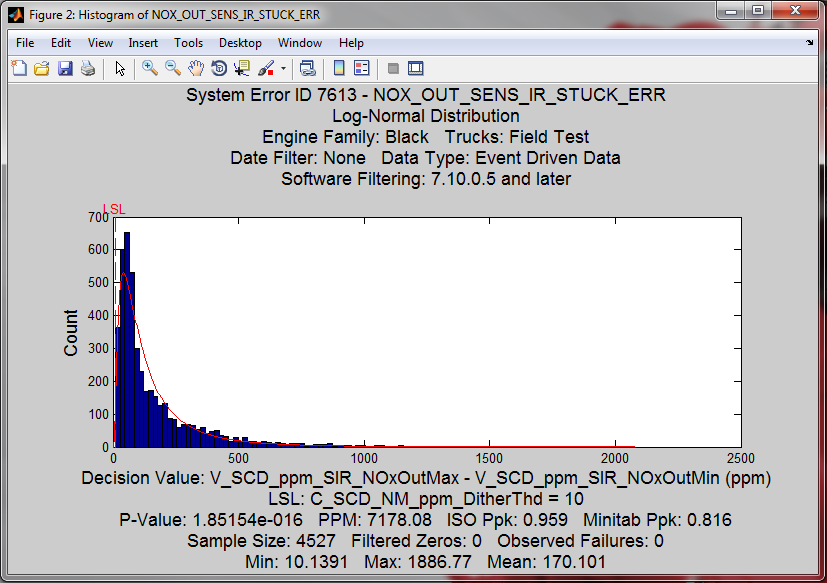 Figure 2: Histogram of NOX_OUT_SENS_IR_STUCK_ERR
File Edit View Insert Tools Desktop Window Help
System Error ID 7613 - NOX_OUT_SENS_IR_STUCK_ERR
Log-Normal Distribution
Engine Family: Black Trucks: Field Test
Date Filter: None Data Type: Event Driven Data
Software Filtering: 7.10.0.5 and later
LSL
700
600
500
400
300
200
100
0
Count
0 500 1000 1500 2000 2500
Decision Value: V_SCD_ppm_SIR_NOxOutMax - V_SCD_ppm_SIR_NOxOutMin (ppm)
LSL: C_SCD_NM_ppm_DitherThd = 10
P-Value: 1.85154e-016 PPM: 7178.08 ISO Ppk: 0.959 Minitab Ppk: 0.816
Sample Size: 4527 Filtered Zeros: 0 Observed Failures: 0
Min: 10.1391 Max: 1886.77 Mean: 170.101